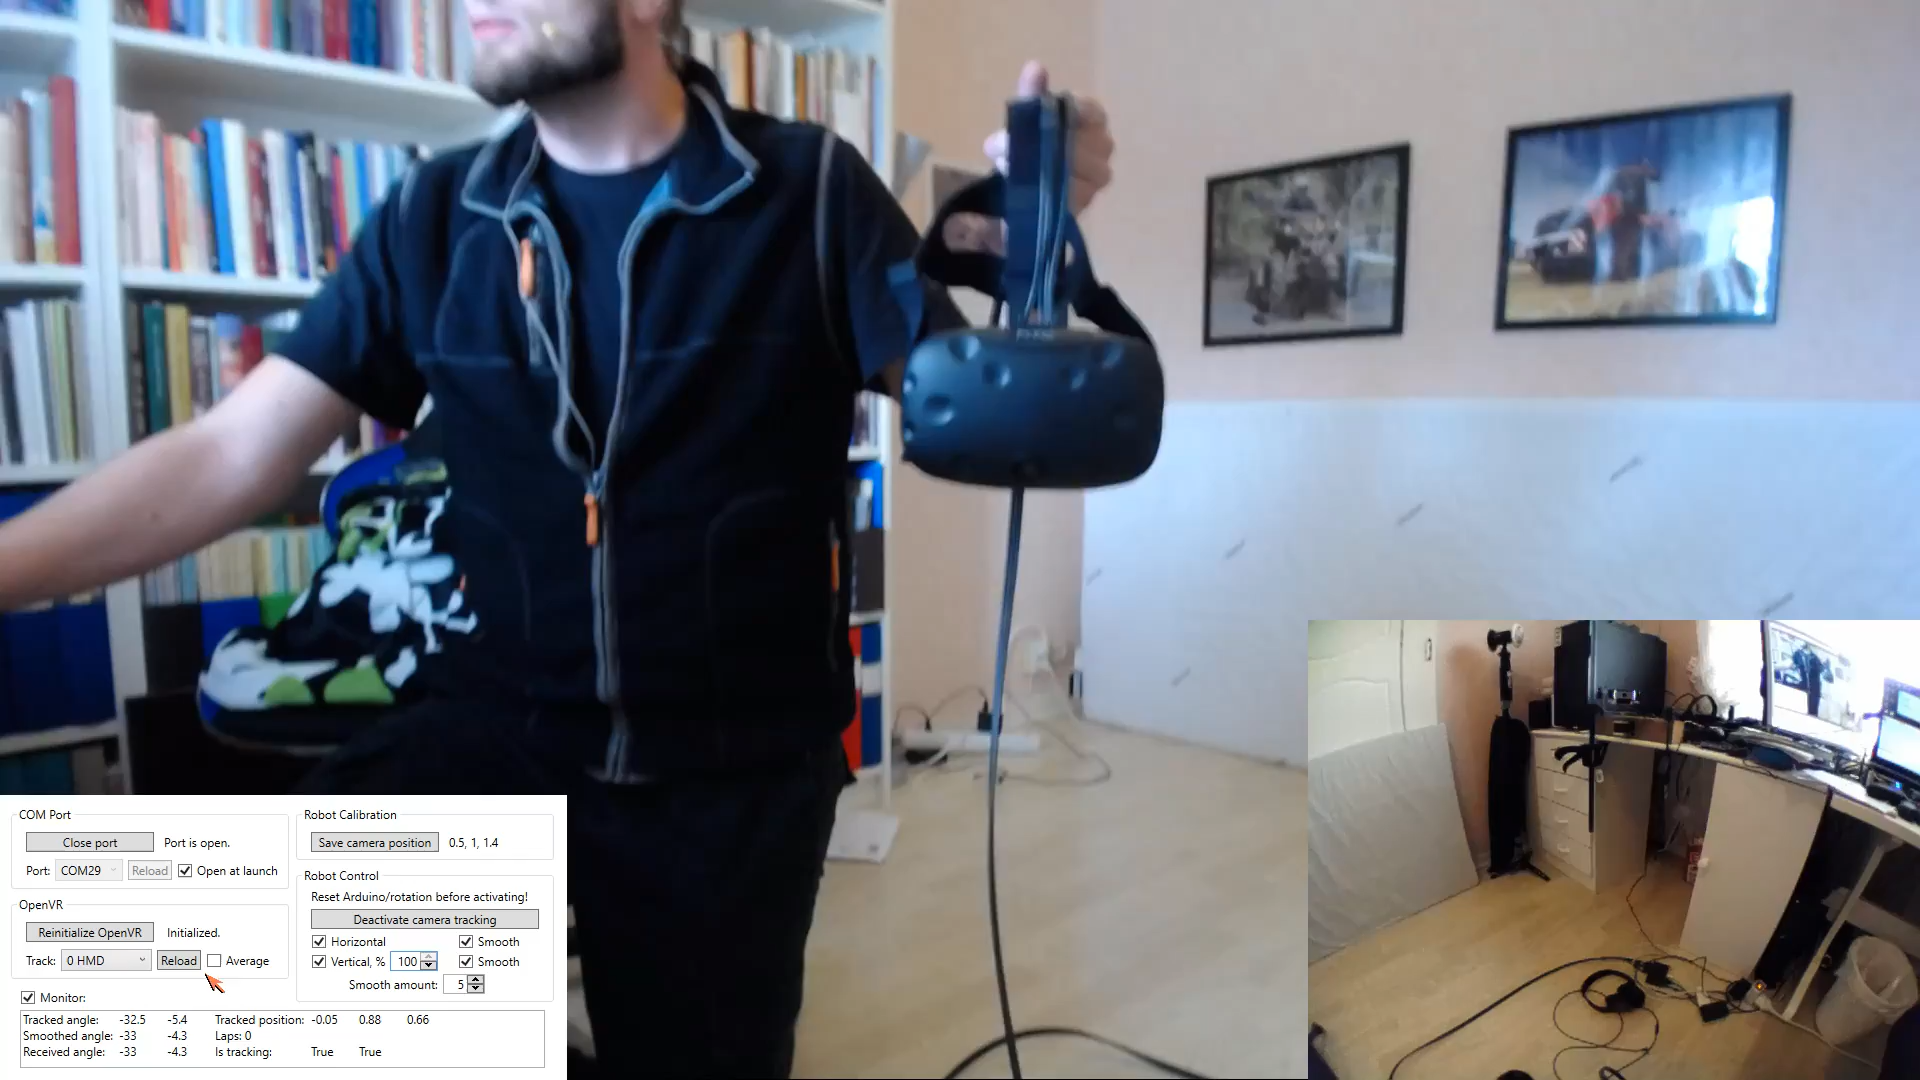 COM Port
Close port Port is open.
Port: COM29 Reload Open at launch
OpenVR
Reinitialize OpenVR Initialized.
Track: 0 HMD Reload Average
Monitor:
Tracked angle: -32.5 -5.4 Tracked position: -0.05 0.88 0.66
Smoothed angle: -33 -4.3 Laps: 0
Received angle: -33 -4.3 Is tracking: True True
Robot Calibration
Save camera position 0.5, 1, 1.4
Robot Control
Reset Arduino/rotation before activating!
Deactivate camera tracking
Horizontal Smooth
Vertical, % 100 Smooth
Smooth amount: 5